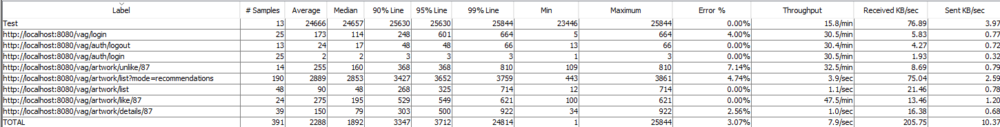 Label # Samples Average Median 90% Line 95% Line 99% Line Min Maximum Error % Throughput Received KB/sec Sent KB/sec
Test 13 24666 24657 25630 25630 25844 23446 25844 0.00% 15.8/min 76.89 3.97
http://localhost:8080/vag/login 25 173 114 248 601 664 5 664 4.00% 30.5/min 5.83 0.77
http://localhost:8080/vag/auth/logout 13 24 17 48 48 66 13 66 0.00% 30.4/min 4.27 0.72
http://localhost:8080/vag/auth/login 25 2 2 3 3 3 1 3 0.00% 30.5/min 1.93 0.32
http://localhost:8080/vag/artwork/unlike/87 14 255 160 368 368 810 109 810 7.14% 32.5/min 8.69 0.79
http://localhost:8080/vag/artwork/list?mode=recommendations 190 2889 2853 3427 3652 3759 443 3861 4.74% 3.9/sec 75.04 2.59
http://localhost:8080/vag/artwork/list 48 90 48 268 325 714 12 714 0.00% 1.1/sec 21.46 0.78
http://localhost:8080/vag/artwork/like/87 24 275 195 529 549 621 100 621 0.00% 47.5/min 13.46 1.20
http://localhost:8080/vag/artwork/details/87 39 150 79 303 500 922 34 922 2.56% 1.0/sec 16.38 0.68
TOTAL 391 2288 1892 3347 3712 24814 1 25844 3.07% 7.9/sec 205.75 10.37